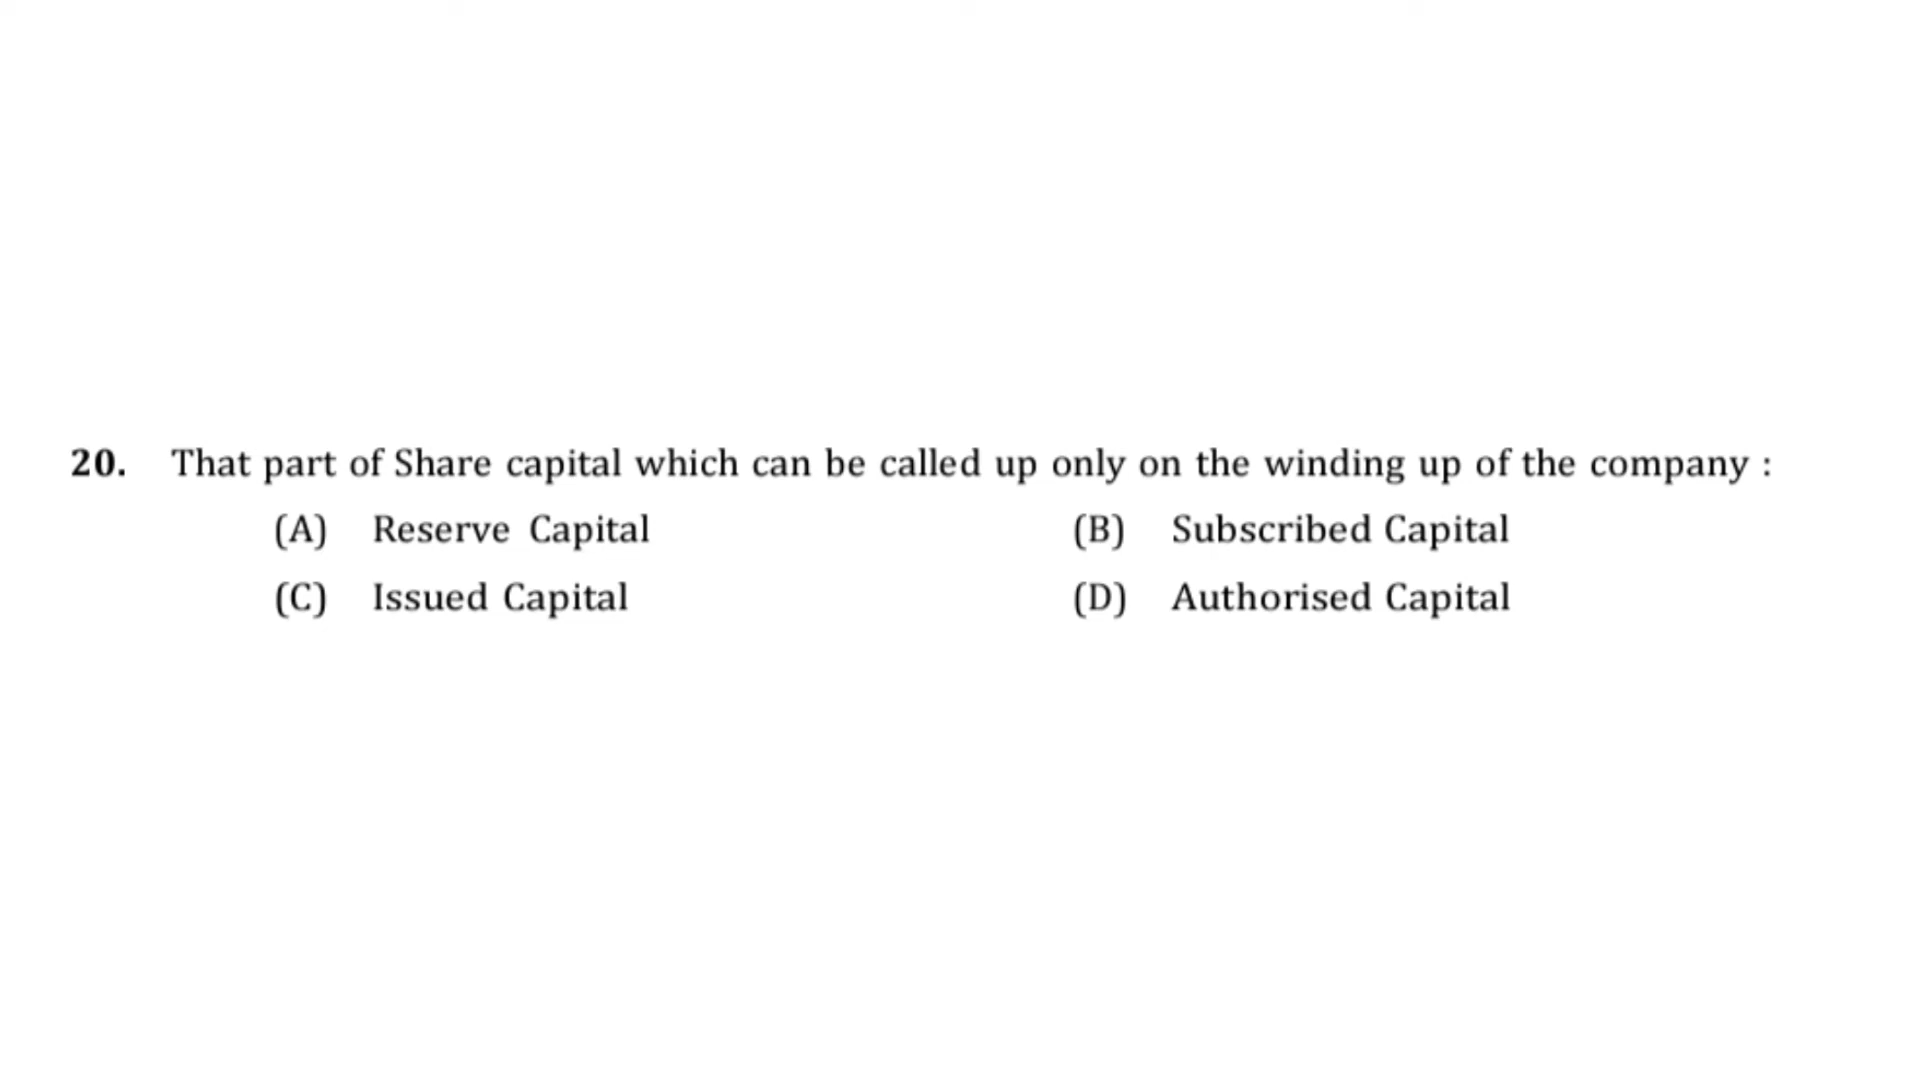 20. That part of Share capital which can be called up only on the winding up of the company :
(A) Reserve Capital (B) Subscribed Capital
(C) Issued Capital (D) Authorised Capital